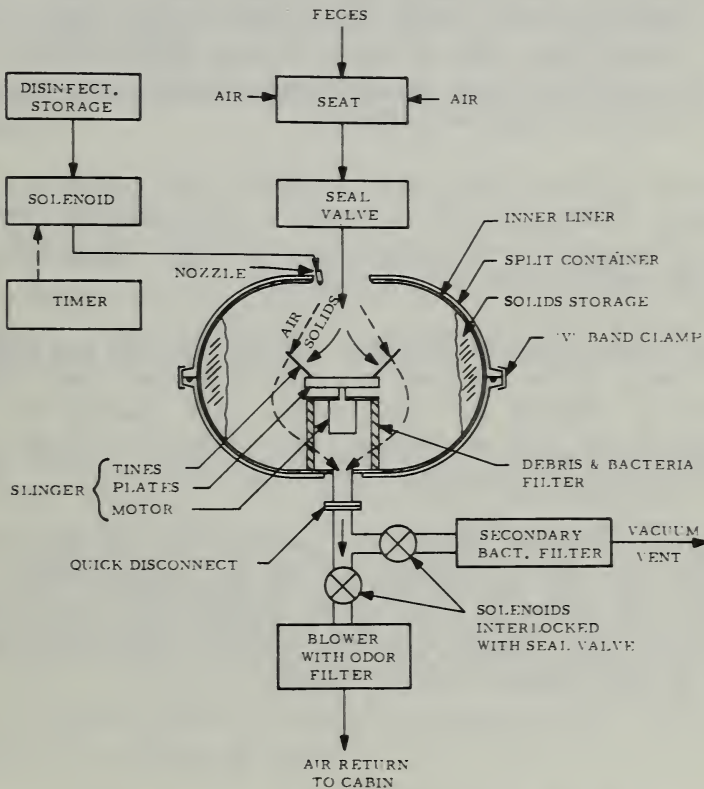 FECES
DISINFECT.
STORAGE
AIR
SEAT
AIR
SOLENOID
SEAL
VALVE
TIMER
NOZZLE
INNER LINER
SPLIT CONTAINER
SOLIDS STORAGE
"V" BAND CLAMP
AIR
SOLIDS
SLINGER
TINES
PLATES
MOTOR
DEBRIS & BACTERIA
FILTER
QUICK DISCONNECT
SECONDARY
BACT. FILTER
VACUUM
VENT
SOLENOIDS
INTERLOCKED
WITH SEAL VALVE
BLOWER
WITH ODOR
FILTER
AIR RETURN
TO CABIN